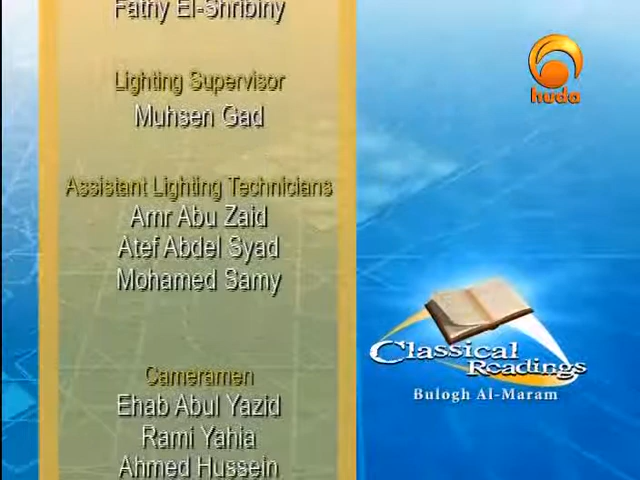 Fathy El-Shribiny
Lighting Supervisor
Muhsen Gad
Assistant Lighting Technicians
Amr Abu Zaid
Atef Abdel Syad
Mohamed Samy
Cameramen
Ehab Abul Yazid
Rami Yahia
Ahmed Hussein
huda
Classical
Readings
Bulogh Al-Maram